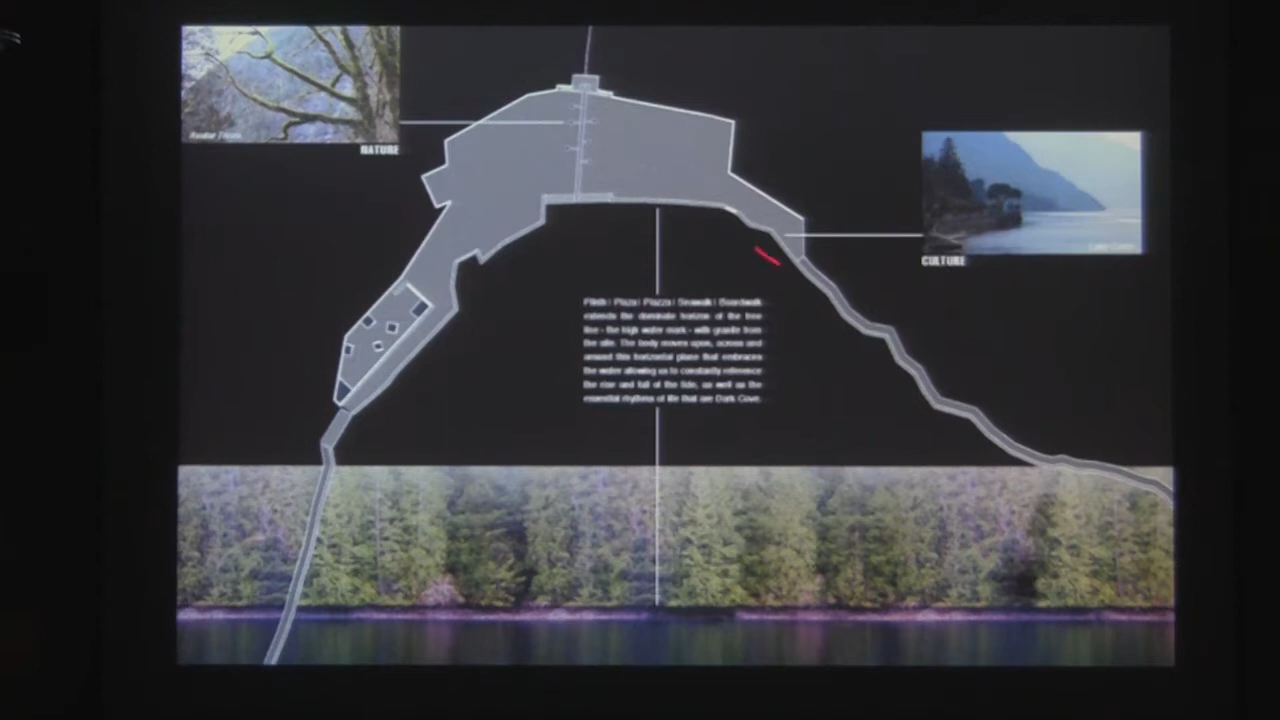 NATURE
CULTURE
Plinth | Plaza | Piazza | Seawalk | Boardwalk
extends the dominate horizon of the tree
line - the high water mark - with granite from
the site. The body moves upon, across and
around this horizontal plane that embraces
the water allowing us to constantly reference
the rise and fall of the tide, as well as the
essential rhythms of life that are Dark Cove.